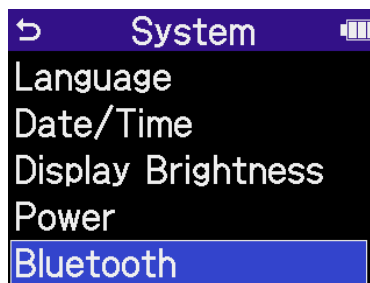 System
Language
Date/Time
Display Brightness
Power
Bluetooth